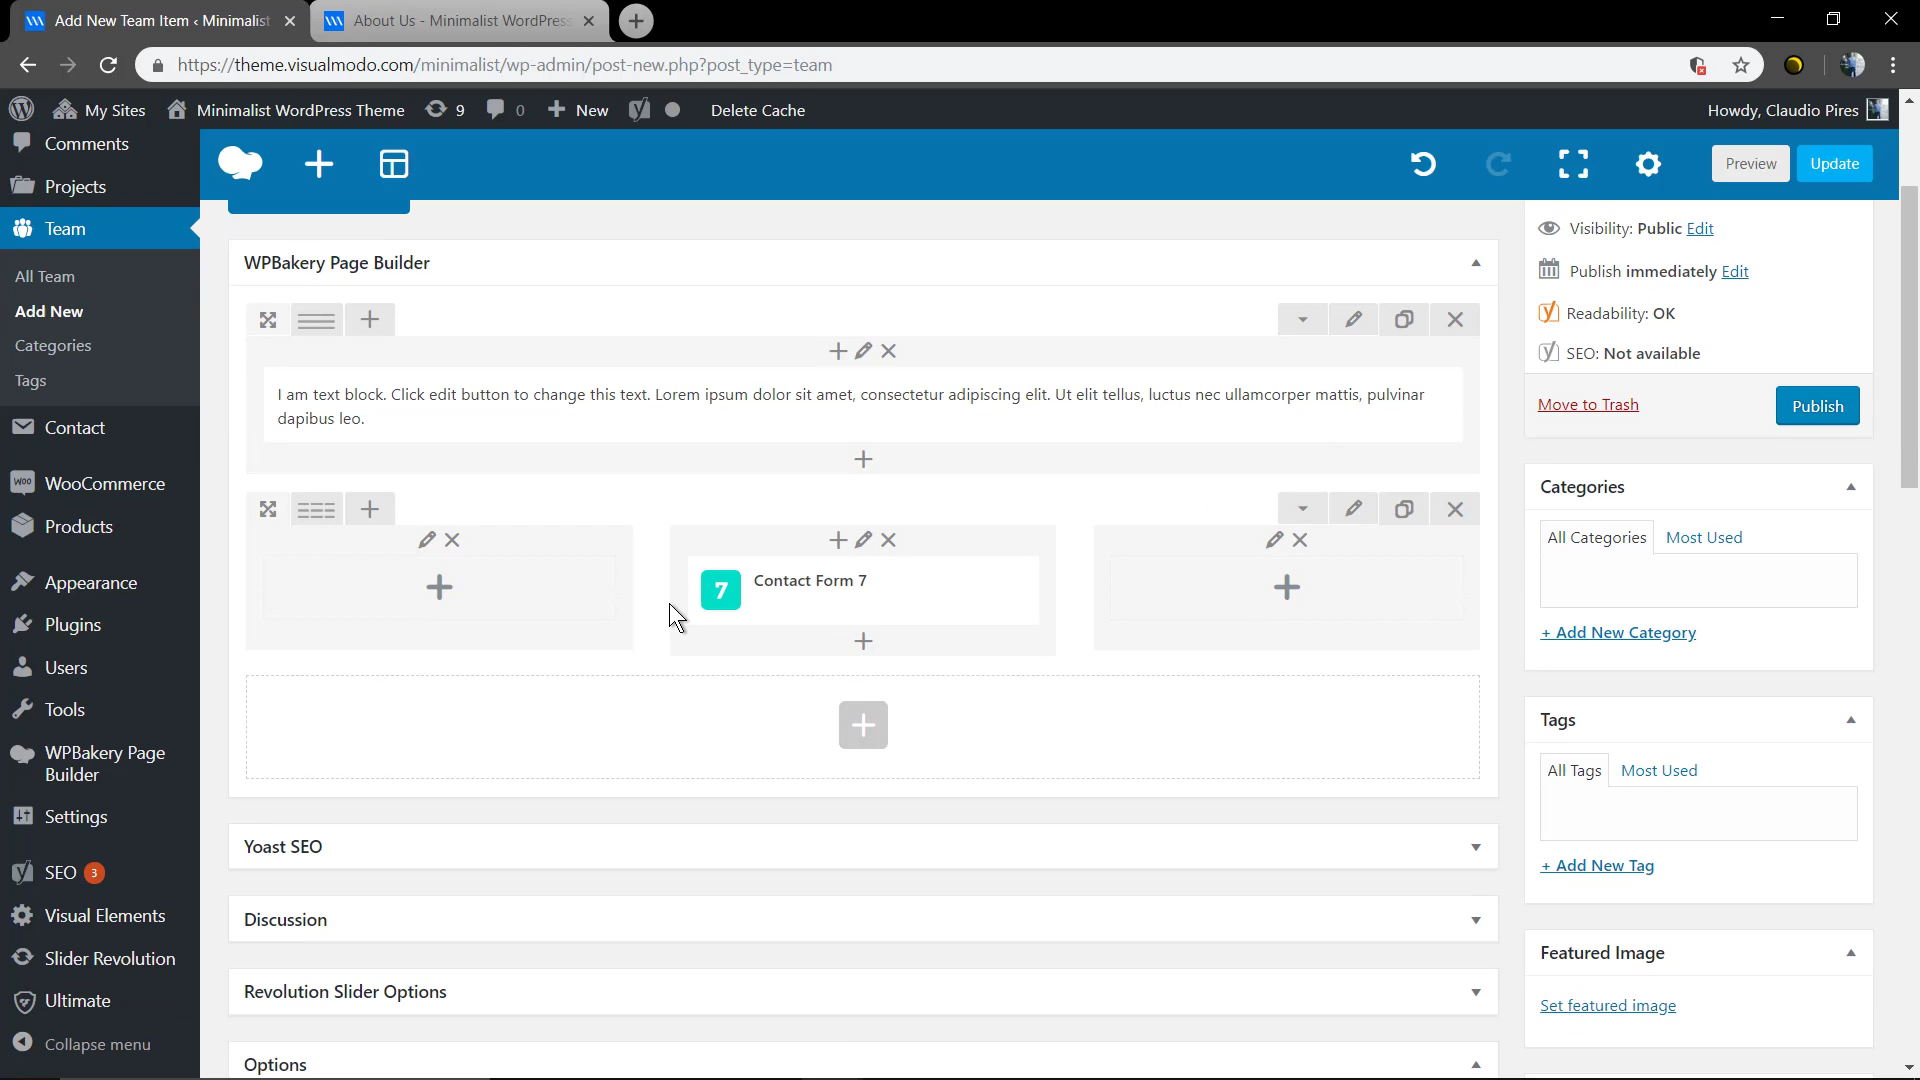 Add New Team Item ‹ Minimalist
About Us - Minimalist WordPress
https://theme.visualmodo.com/minimalist/wp-admin/post-new.php?post_type=team
My Sites
Minimalist WordPress Theme
9
0
New
Delete Cache
Howdy, Claudio Pires
Comments
Projects
Team
All Team
Add New
Categories
Tags
Contact
WooCommerce
Products
Appearance
Plugins
Users
Tools
WPBakery Page
Builder
Settings
SEO 3
Visual Elements
Slider Revolution
Ultimate
Collapse menu
Preview
Update
WPBakery Page Builder
I am text block. Click edit button to change this text. Lorem ipsum dolor sit amet, consectetur adipiscing elit. Ut elit tellus, luctus nec ullamcorper mattis, pulvinar
dapibus leo.
7
Contact Form 7
Yoast SEO
Discussion
Revolution Slider Options
Options
Visibility: Public Edit
Publish immediately Edit
Readability: OK
SEO: Not available
Move to Trash
Publish
Categories
All Categories
Most Used
+ Add New Category
Tags
All Tags
Most Used
+ Add New Tag
Featured Image
Set featured image